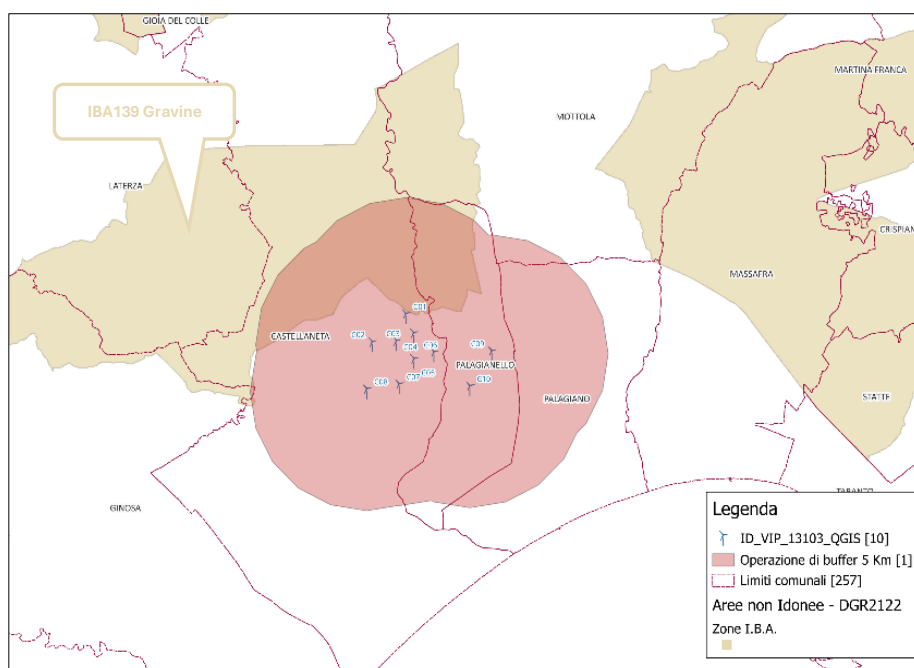 GIOIA DEL COLLE
MARTINA FRANCA
IBA139 Gravine
MOTTOLA
LATERZA
CRISPIAN
MASSAFRA
C01
CASTELLANETA
C02
C03
C04
C06
C09
PALAGIANELLO
C05
C07
C08
C10
PALAGIANO
STATTE
TARANTO
GINOSA
Legenda
ID_VIP_13103_QGIS [10]
Operazione di buffer 5 Km [1]
Limiti comunali [257]
Aree non Idonee - DGR2122
Zone I.B.A.